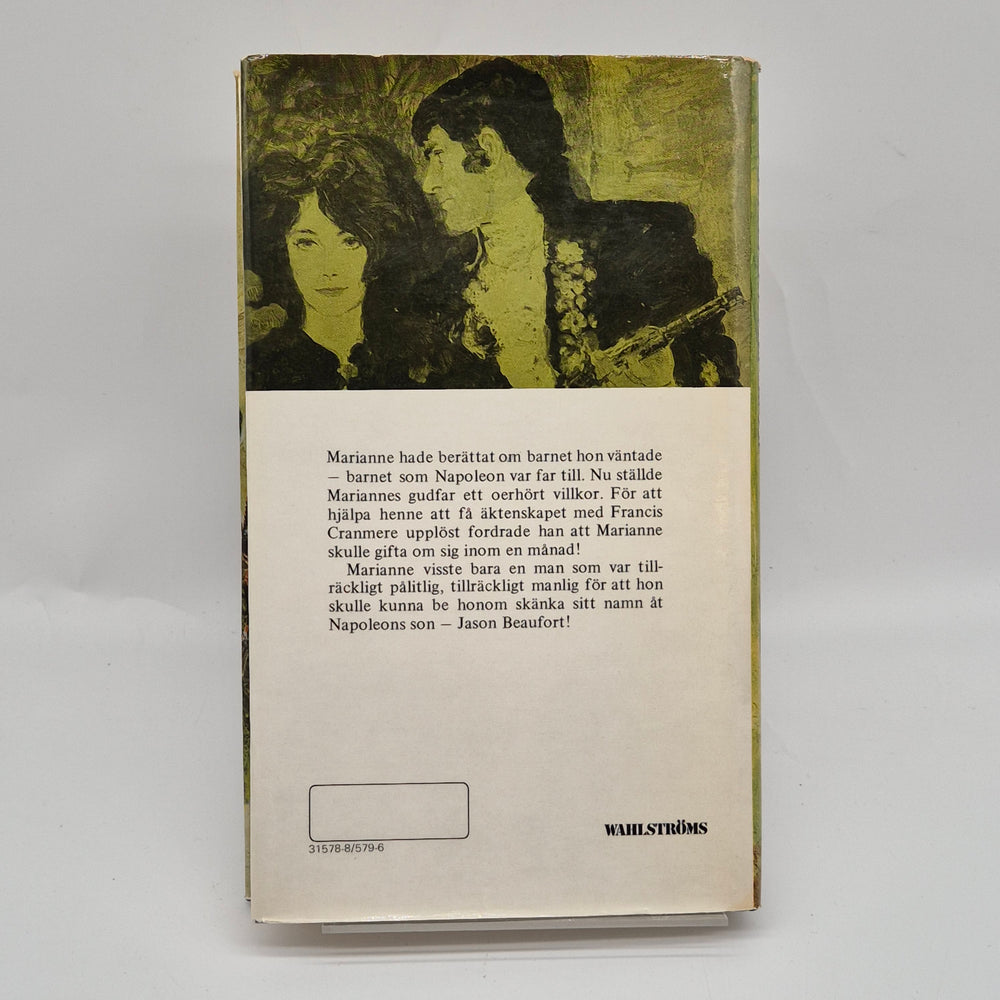 Marianne hade berättat om barnet hon väntade
— barnet som Napoleon var far till. Nu ställde
Mariannes gudfar ett oerhört villkor. För att
hjälpa henne att få äktenskapet med Francis
Cranmere upplöst fordrade han att Marianne
skulle gifta om sig inom en månad!
Marianne visste bara en man som var till-
räckligt pålitlig, tillräckligt manlig för att hon
skulle kunna be honom skänka sitt namn åt
Napoleons son — Jason Beaufort!
WAHLSTRÖMS
31578-8/579-6